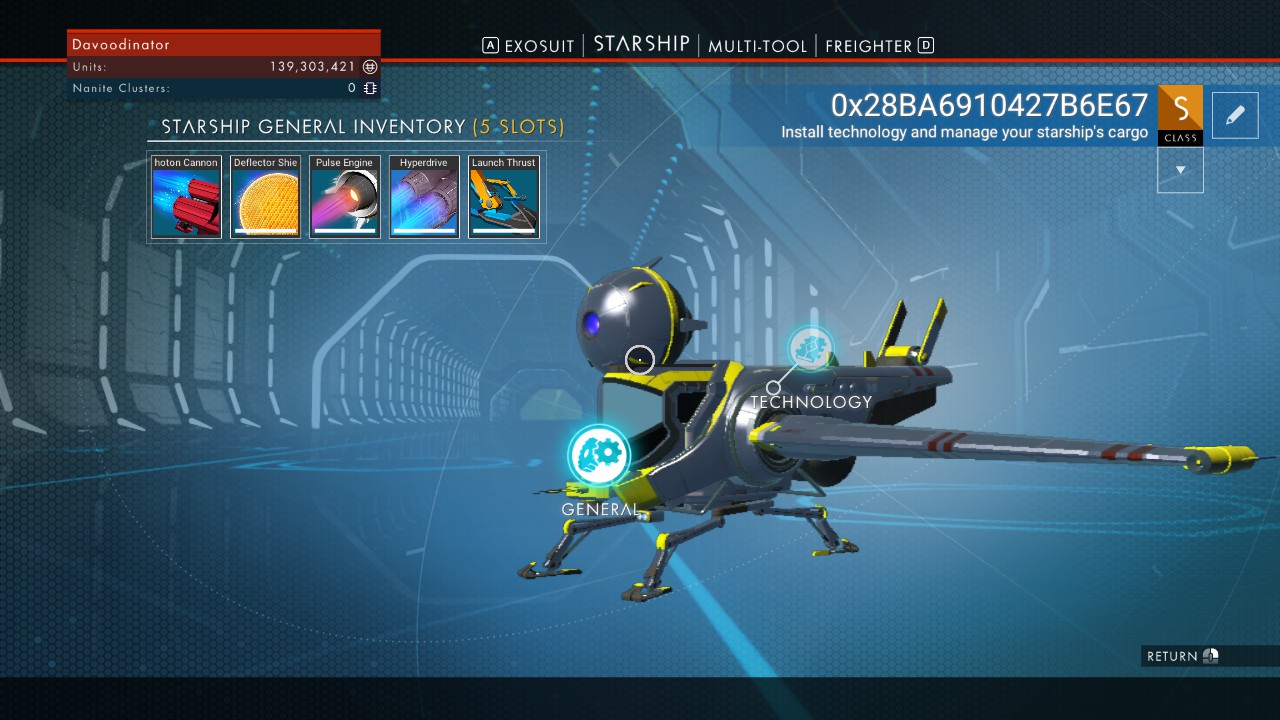 Davoodinator
Units: 139,303,421
Nanite Clusters: 0
A EXOSUIT STARSHIP MULTI-TOOL FREIGHTER D
0x28BA6910427B6E67
Install technology and manage your starship's cargo
S
CLASS
STARSHIP GENERAL INVENTORY (5 SLOTS)
hoton Cannon Deflector Shie Pulse Engine Hyperdrive Launch Thrust
TECHNOLOGY
GENERAL
RETURN